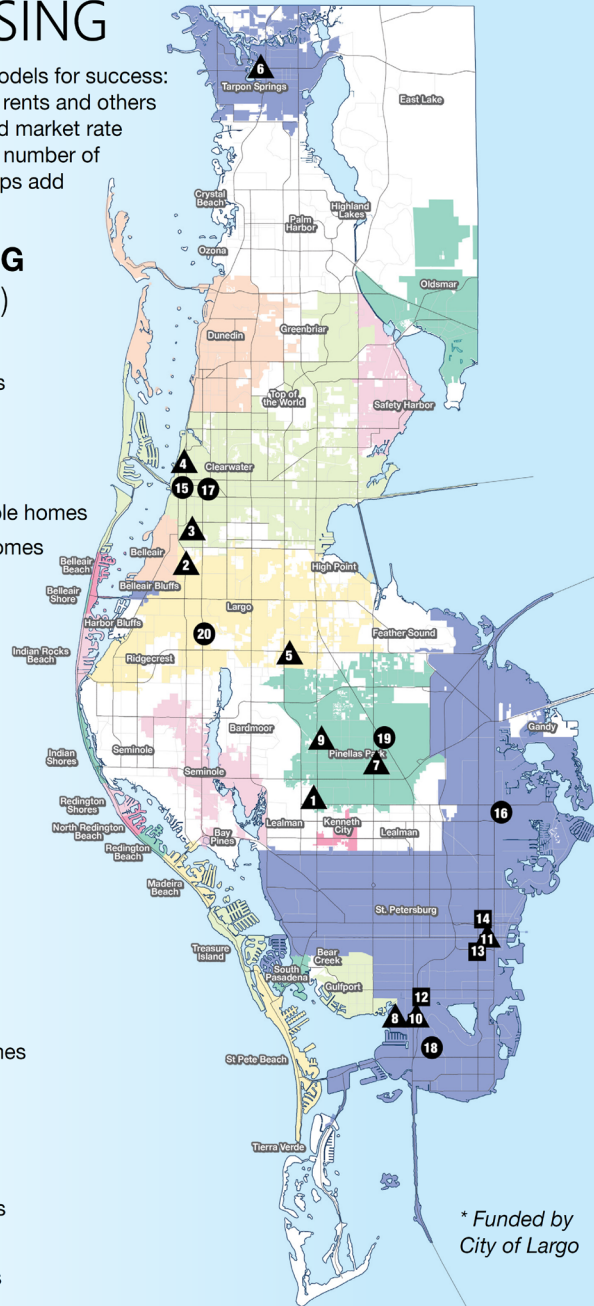 SING
odels for success:
rents and others
d market rate
number of
ps add
G
)
s
ple homes
omes
nes
s
s
6
Tarpon Springs
East Lake
Crystal
Beach
Highland
Lakes
Palm
Harbor
Ozona
Oldsmar
Dunedin
Greenbriar
Top of
the World
Safety Harbor
4
Clearwater
15
17
3
Belleair
2
Belleair
Beach
High Point
Belleair Bluffs
Belleair
Shore
Largo
Harbor Bluffs
20
Feather Sound
Indian Rocks
Beach
Ridgecrest
5
Bardmoor
Gandy
9
19
Seminole
Pinellas Park
Indian
Shores
7
Seminole
1
Redington
Shores
16
North Redington
Beach
Lealman
Kenneth
City
Lealman
Bay
Pines
Redington
Beach
Madeira
Beach
St. Petersburg
14
11
13
Treasure
Island
Bear
Creek
South
Pasadena
Gulfport
12
8
10
18
St Pete Beach
Tierra Verde
* Funded by
City of Largo